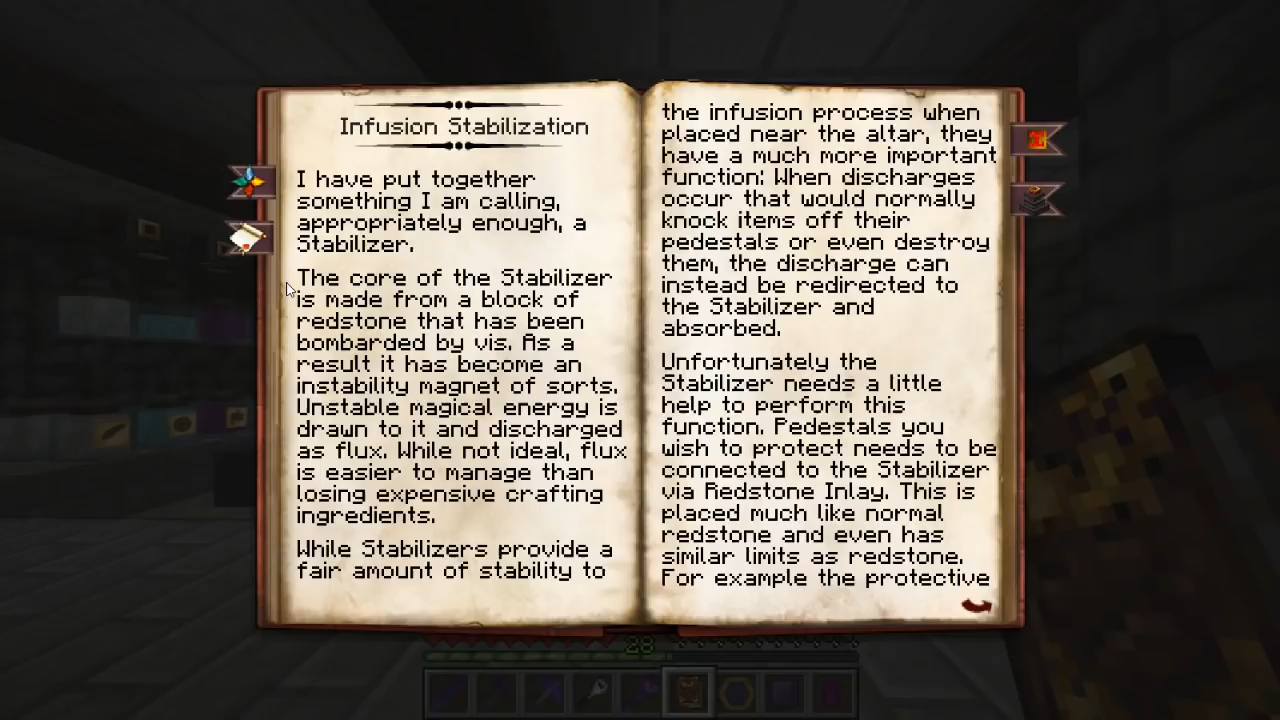 Infusion Stabilization
I have put together
something I am calling,
appropriately enough, a
Stabilizer.
The core of the Stabilizer
is made from a block of
redstone that has been
bombarded by vis. As a
result it has become an
instability magnet of sorts.
Unstable magical energy is
drawn to it and discharged
as flux. While not ideal, flux
is easier to manage than
losing expensive crafting
ingredients.
While Stabilizers provide a
fair amount of stability to
the infusion process when
placed near the altar, they
have a much more important
function: When discharges
occur that would normally
knock items off their
pedestals or even destroy
them, the discharge can
instead be redirected to
the Stabilizer and
absorbed.
Unfortunately the
Stabilizer needs a little
help to perform this
function. Pedestals you
wish to protect needs to be
connected to the Stabilizer
via Redstone Inlay. This is
placed much like normal
redstone and even has
similar limits as redstone.
For example the protective
28